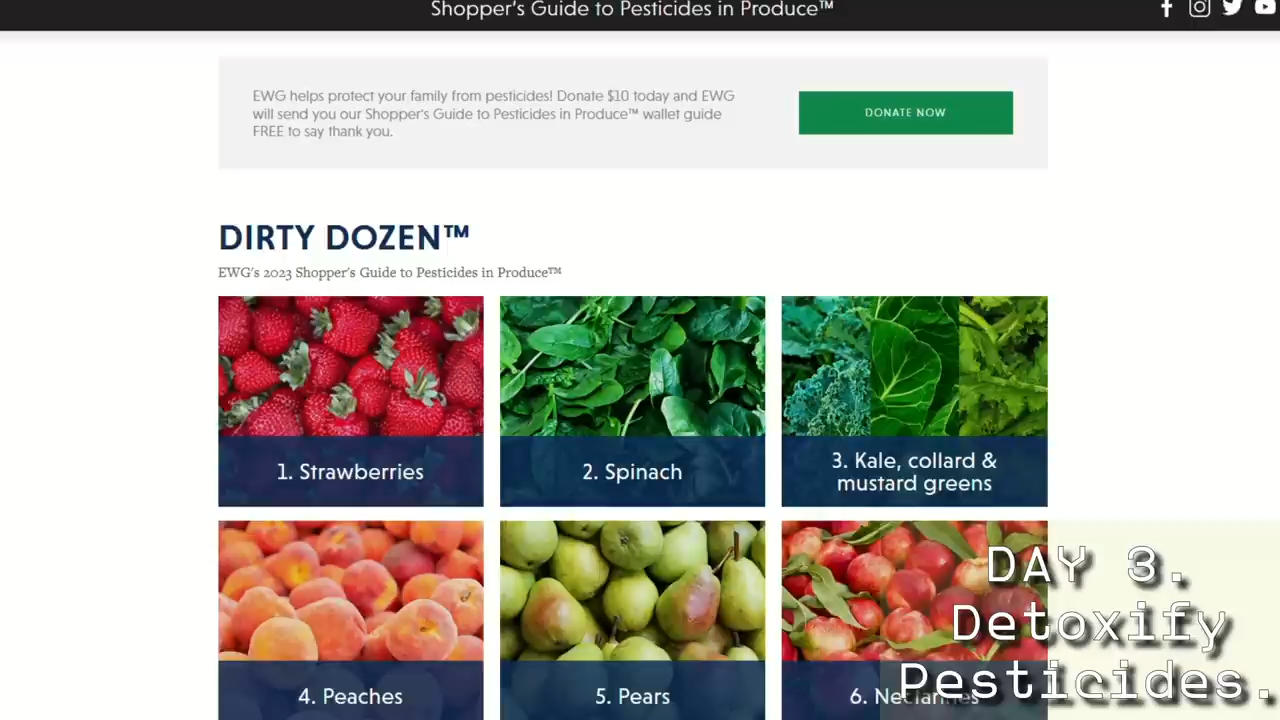 Shopper's Guide to Pesticides in Produce™
EWG helps protect your family from pesticides! Donate $10 today and EWG
will send you our Shopper's Guide to Pesticides in Produce™ wallet guide
FREE to say thank you.
DONATE NOW
DIRTY DOZEN™
EWG's 2023 Shopper's Guide to Pesticides in Produce™
1. Strawberries
2. Spinach
3. Kale, collard &
mustard greens
4. Peaches
5. Pears
6. Nectarines
DAY 3.
Detoxify
Pesticides.